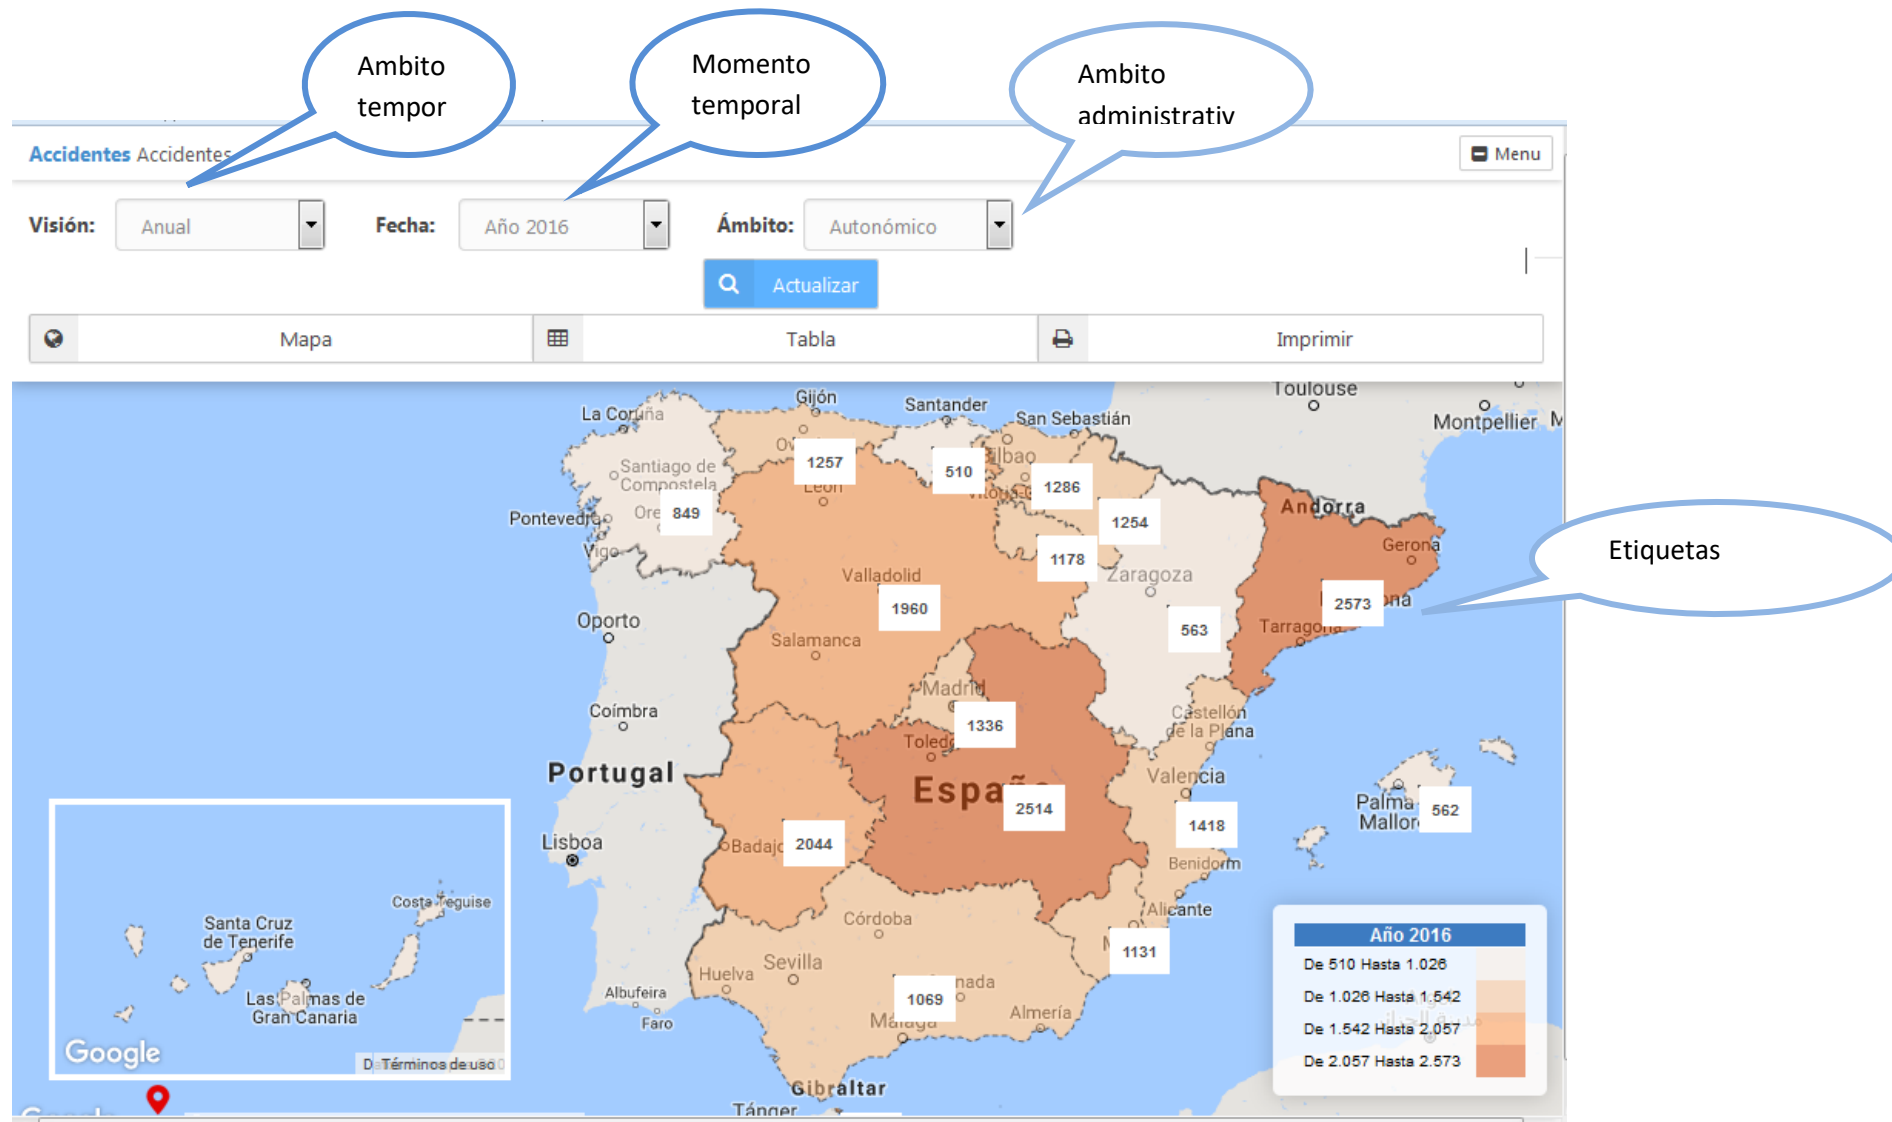 Ambito
tempor
Momento
temporal
Ambito
administrativ
Accidentes Accidentes
Menu
Visión: Anual Fecha: Año 2016 Ámbito: Autonómico
Actualizar
Mapa Tabla Imprimir
Toulouse
Montpellier
La Coruña
Gijón
Santander
San Sebastián
1257
510
Bilbao
Santiago de
Compostela
León
1286
Andorra
849
1254
Pontevedra
Vigo
1178
Gerona
Etiquetas
Valladolid
Zaragoza
1960
2573
Oporto
563
Tarragona
Salamanca
Madrid
Coímbra
Castellón
de la Plana
1336
Toledo
Portugal
España
Valencia
2514
Palma
562
1418
Lisboa
2044
Benidorm
Costa Teguise
Santa Cruz
de Tenerife
Córdoba
Alicante
Año 2016
1131
Huelva
Sevilla
De 510 Hasta 1.026
Las Palmas de
Gran Canaria
Albufeira
1069
De 1.026 Hasta 1.542
Faro
Málaga
Almería
De 1.542 Hasta 2.057
Google
Términos de uso
De 2.057 Hasta 2.573
Gibraltar
Tánger